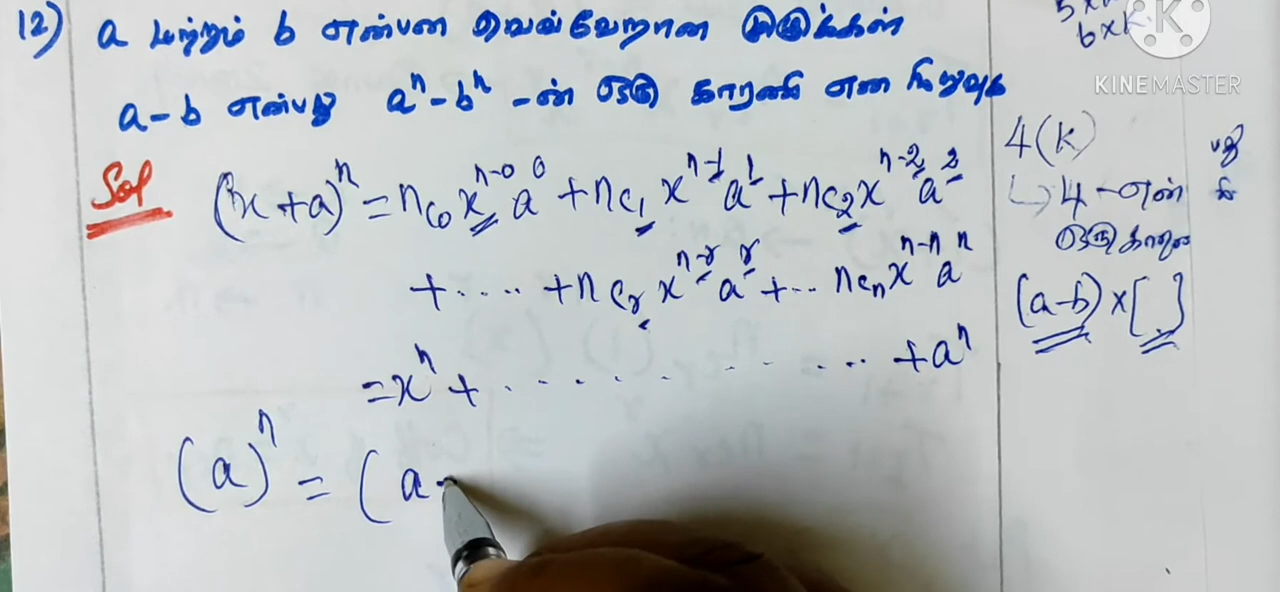 12) a மற்றும் b என்பன வெவ்வேறான முழுக்கள்
a-b என்பது aⁿ-bⁿ -ன் ஒரு காரணி என நிறுவுக
Sol (x+a)ⁿ = nC₀ xⁿ⁻⁰ a⁰ + nC₁ xⁿ⁻¹ a¹ + nC₂ xⁿ⁻² a²
+ .... + nCᵣ xⁿ⁻ʳ aʳ + ... nCₙ xⁿ⁻ⁿ aⁿ
= xⁿ + .......... + aⁿ
(a)ⁿ = (a-
b×k
KINEMASTER
4(k)
↳ 4 -என்
ஒரு
(a-b)×[ ]